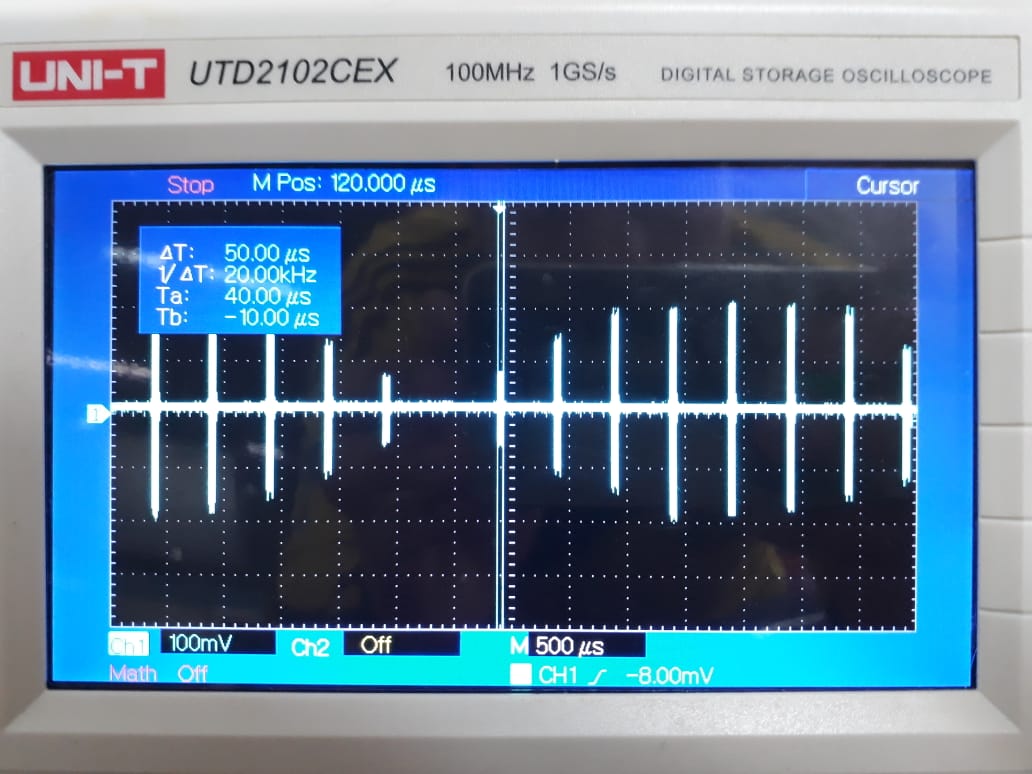 UNI-T UTD2102CEX 100MHz 1GS/s DIGITAL STORAGE OSCILLOSCOPE
Stop M Pos: 120.000 μs Cursor
ΔT: 50.00 μs
1/ΔT: 20.00kHz
Ta: 40.00 μs
Tb: -10.00 μs
1
Ch1 100mV Ch2 Off M 500 μs
Math Off CH1 -8.00mV